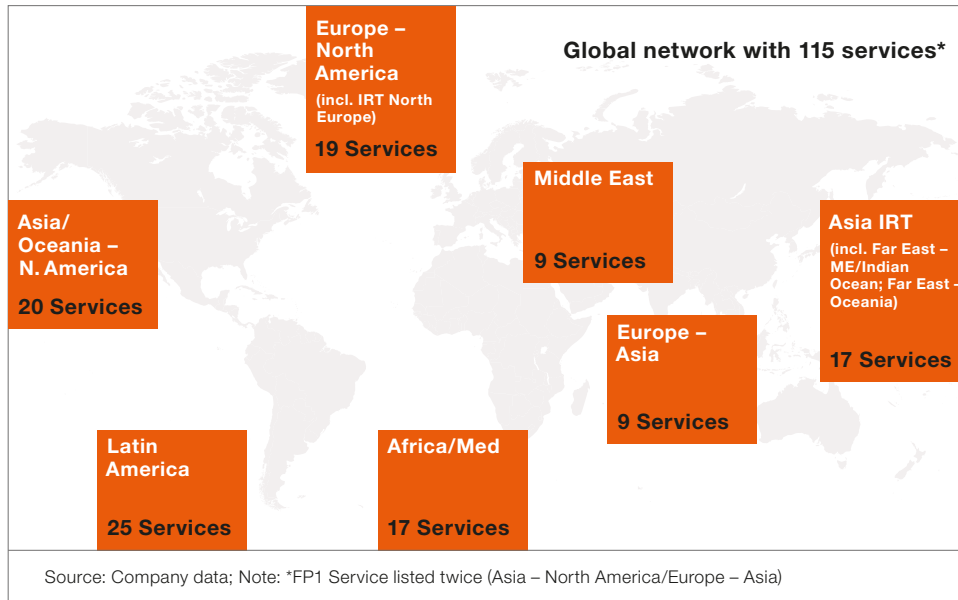 Global network with 115 services*
Europe –
North
America
(incl. IRT North
Europe)
19 Services
Middle East
9 Services
Asia/
Oceania –
N. America
20 Services
Asia IRT
(incl. Far East –
ME/Indian
Ocean; Far East –
Oceania)
17 Services
Europe –
Asia
9 Services
Latin
America
25 Services
Africa/Med
17 Services
Source: Company data; Note: *FP1 Service listed twice (Asia – North America/Europe – Asia)